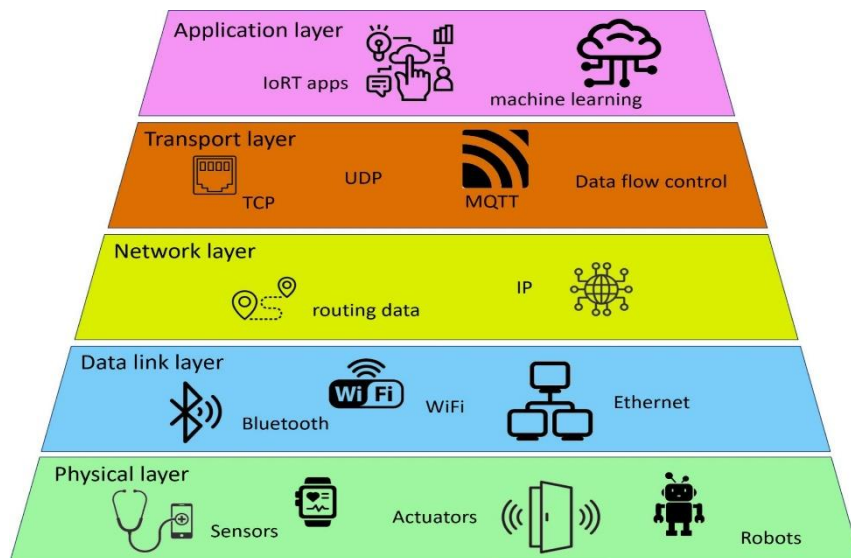 Application layer
IoRT apps
machine learning
Transport layer
TCP
UDP
MQTT
Data flow control
Network layer
routing data
IP
Data link layer
Bluetooth
Wi Fi
WiFi
Ethernet
Physical layer
Sensors
Actuators
Robots